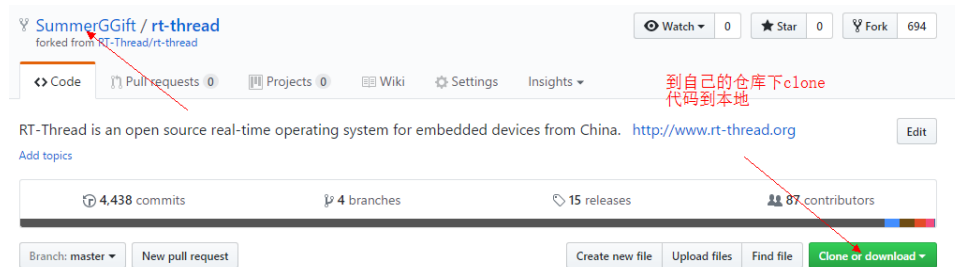 SummerGGift / rt-thread
Watch 0 Star 0 Fork 694
forked from RT-Thread/rt-thread
Code Pull requests 0 Projects 0 Wiki Settings Insights
到自己的仓库下clone
代码到本地
RT-Thread is an open source real-time operating system for embedded devices from China. http://www.rt-thread.org Edit
Add topics
4,438 commits 4 branches 15 releases 87 contributors
Branch: master New pull request Create new file Upload files Find file Clone or download